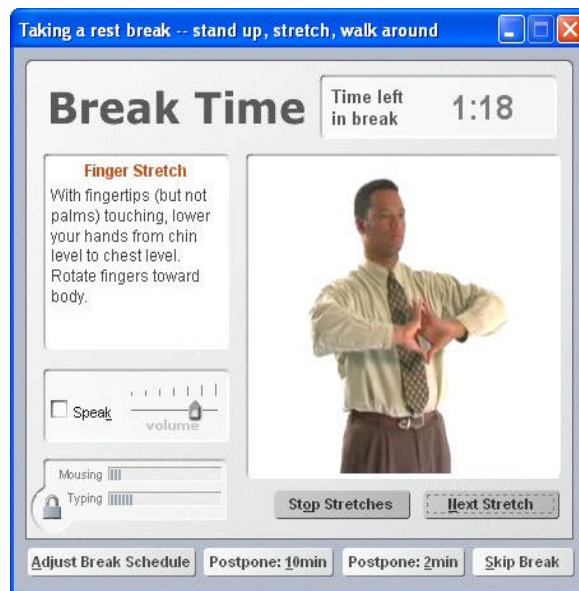 Taking a rest break -- stand up, stretch, walk around
Break Time
Time left
in break
1:18
Finger Stretch
With fingertips (but not
palms) touching, lower
your hands from chin
level to chest level.
Rotate fingers toward
body.
Speak
volume
Mousing
Typing
Stop Stretches
Next Stretch
Adjust Break Schedule
Postpone: 10min
Postpone: 2min
Skip Break